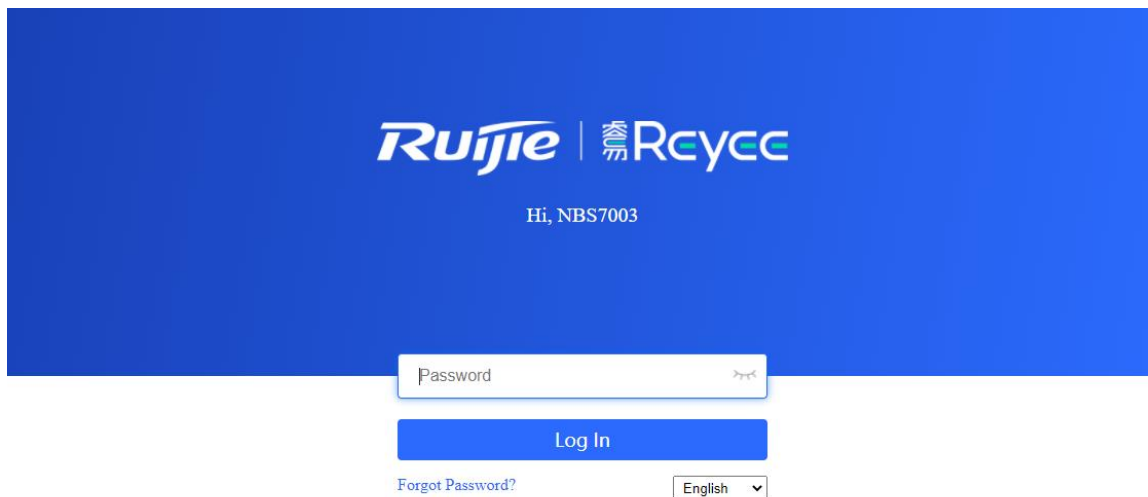 Ruijie | 睿易 Reyee
Hi, NBS7003
Password
Log In
Forgot Password?
English